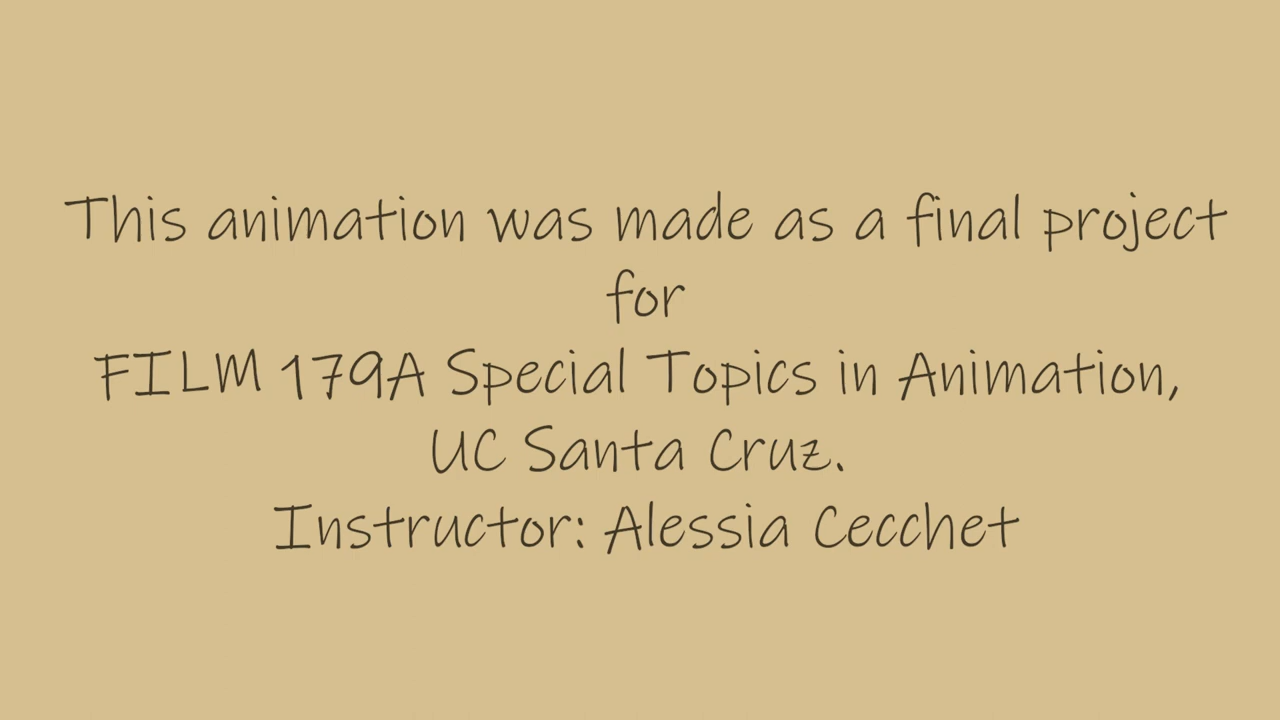 This animation was made as a final project
for
FILM 179A Special Topics in Animation,
UC Santa Cruz.
Instructor: Alessia Cecchet